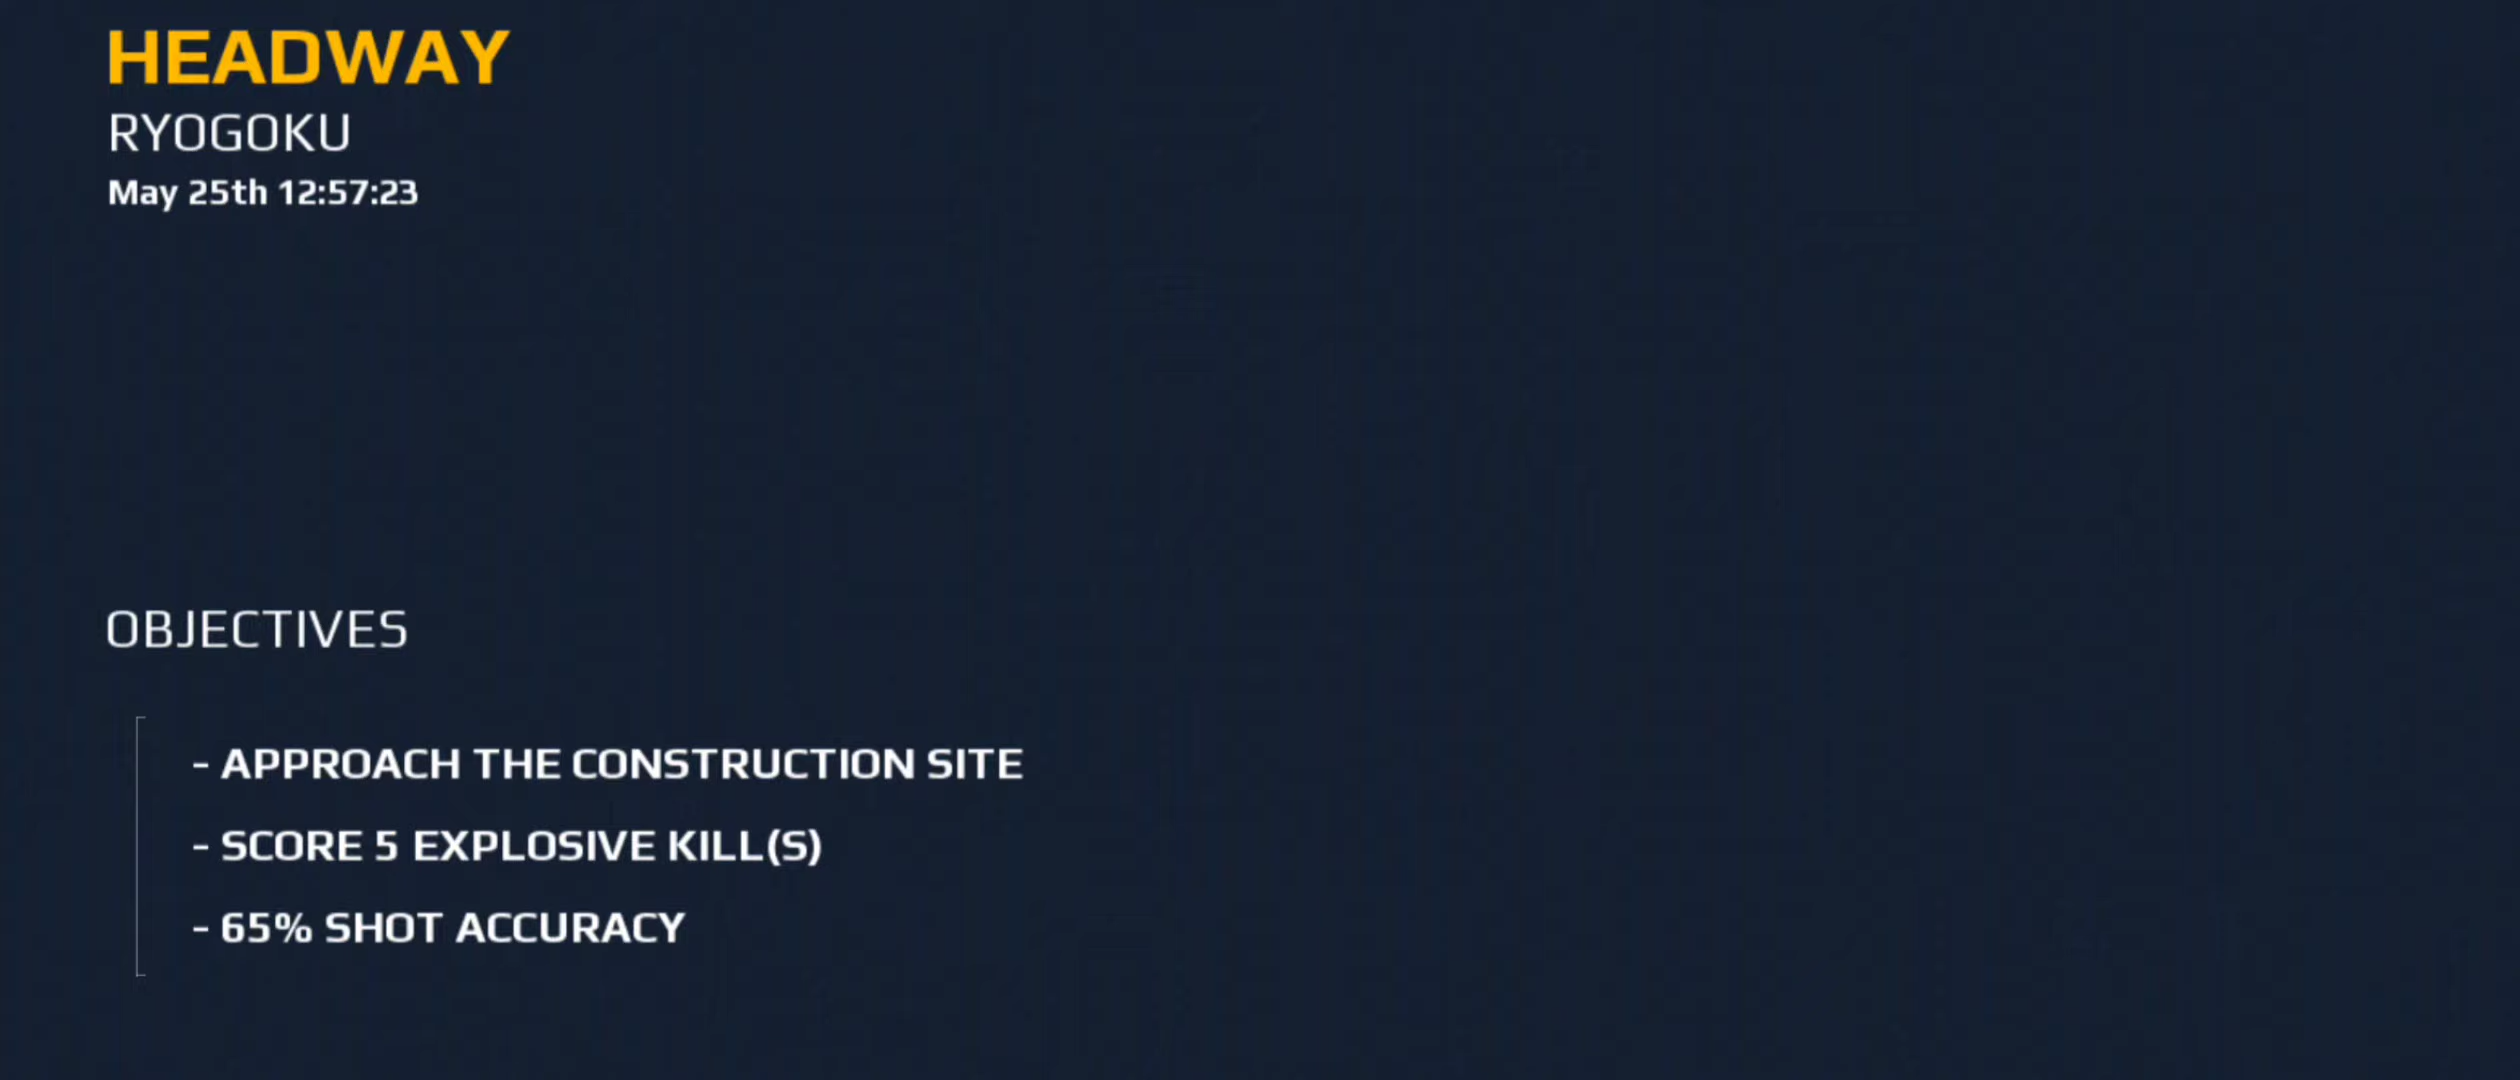 HEADWAY
RYOGOKU
May 25th 12:57:23
OBJECTIVES
- APPROACH THE CONSTRUCTION SITE
- SCORE 5 EXPLOSIVE KILL(S)
- 65% SHOT ACCURACY